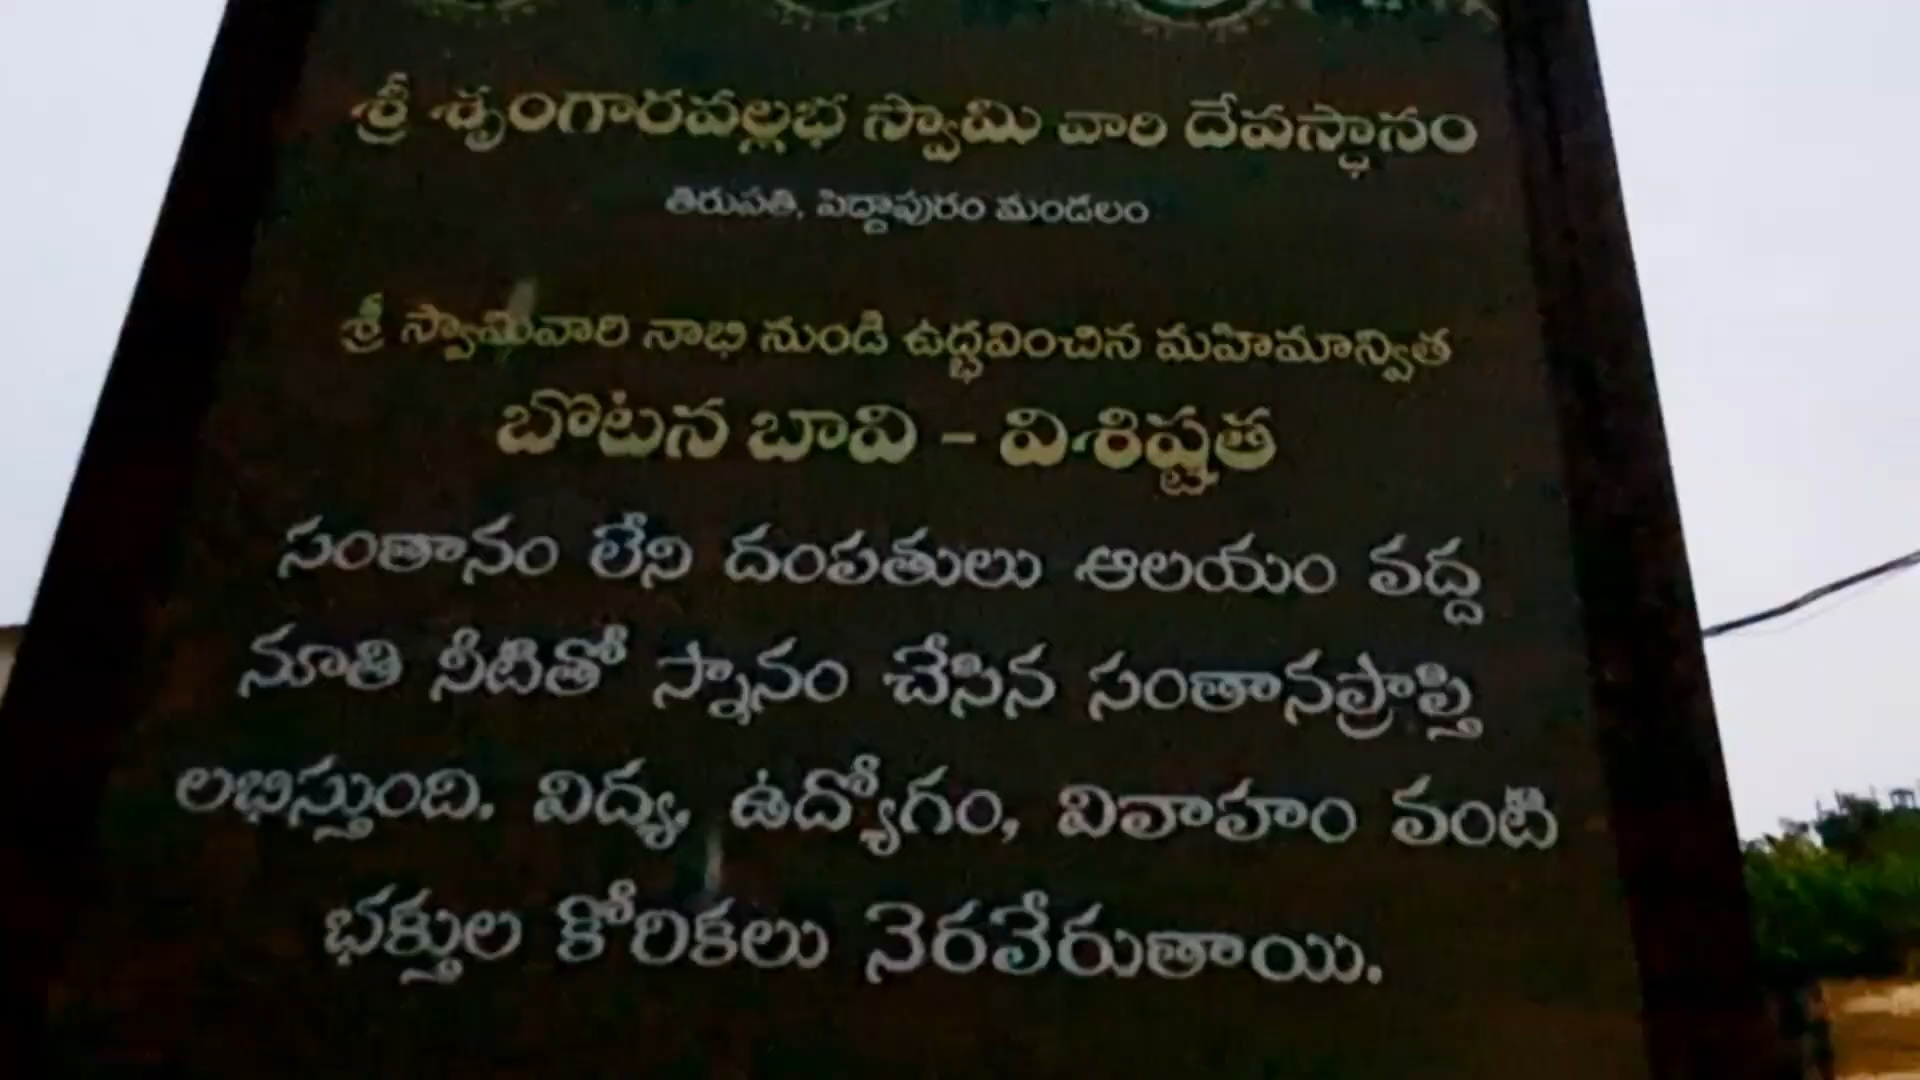 శ్రీ శృంగారవల్లభ స్వామి వారి దేవస్ధానం
తిరుపతి, పెద్దాపురం మండలం
శ్రీ స్వామివారి నాభి నుండి ఉద్భవించిన మహిమాన్విత
బొటన బావి - విశిష్టత
సంతానం లేని దంపతులు ఆలయం వద్ద
నూతి నీటితో స్నానం చేసిన సంతానప్రాప్తి
లభిస్తుంది. విద్య, ఉద్యోగం, వివాహం వంటి
భక్తుల కోరికలు నెరవేరుతాయి.